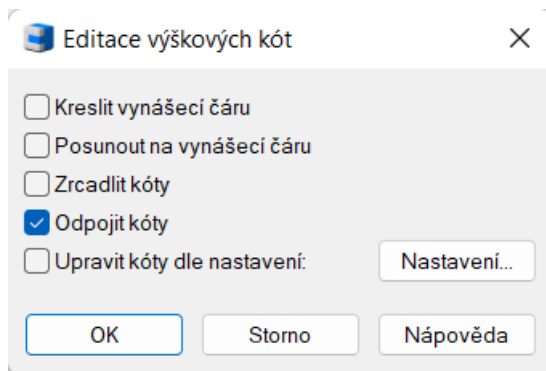 Editace výškových kót
Kreslit vynášecí čáru
Posunout na vynášecí čáru
Zrcadlit kóty
Odpojit kóty
Upravit kóty dle nastavení: Nastavení...
OK Storno Nápověda